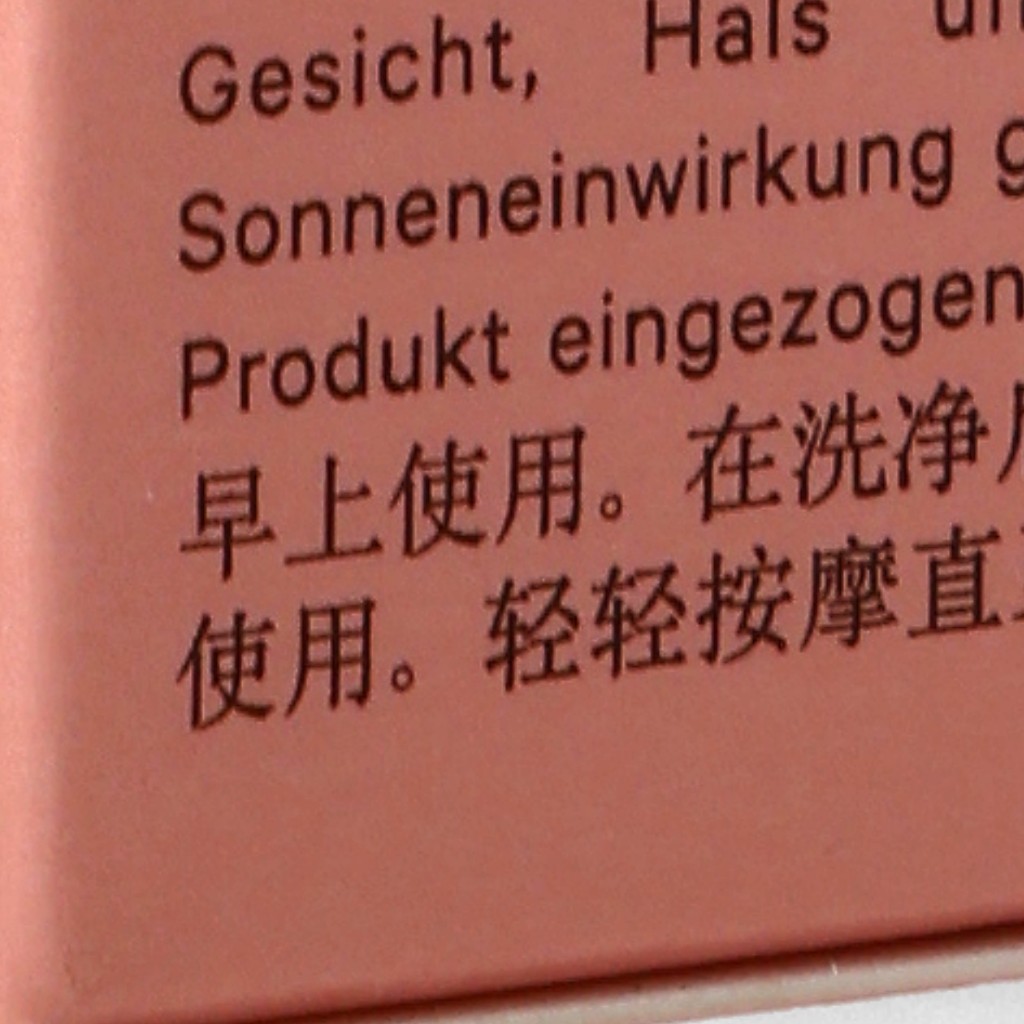 Gesicht, Hals
Sonneneinwirkung
Produkt eingezogen
早上使用。在洗净
使用。轻轻按摩直